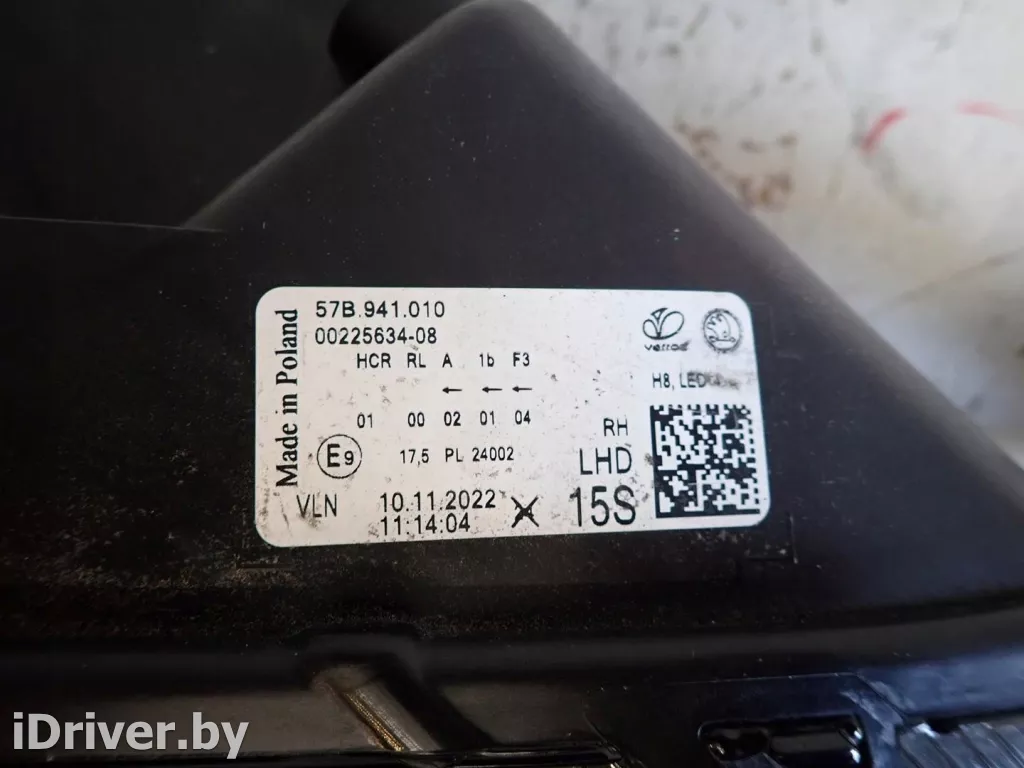 Made in Poland
57B.941.010
00225634-08
HCR RL A 1b F3
← ← ←
01 00 02 01 04
E9
17,5 PL 24002
VLN 10.11.2022
11:14:04
H8, LED
RH
LHD
15S
iDriver.by